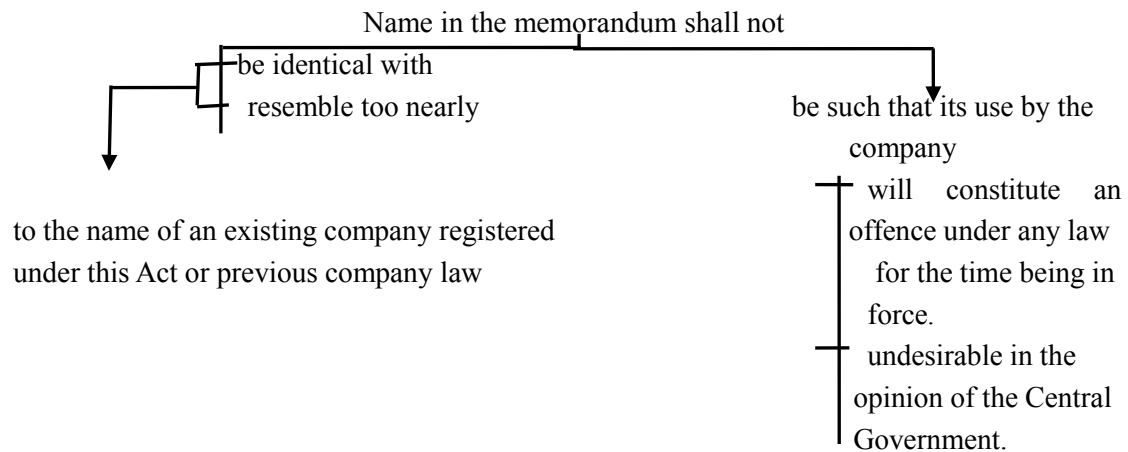 Name in the memorandum shall not
be identical with
resemble too nearly
to the name of an existing company registered
under this Act or previous company law
be such that its use by the
company
will constitute an
offence under any law
for the time being in
force.
undesirable in the
opinion of the Central
Government.